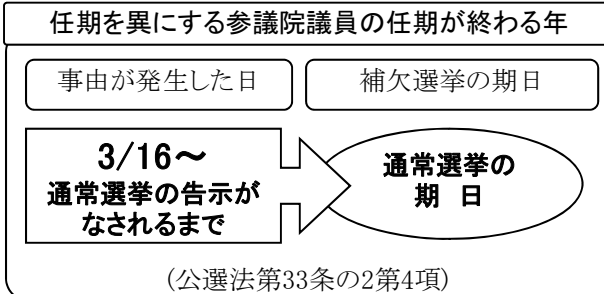 任期を異にする参議院議員の任期が終わる年
事由が発生した日
補欠選挙の期日
3/16～
通常選挙の告示が
なされるまで
通常選挙の
期 日
(公選法第33条の2第4項)